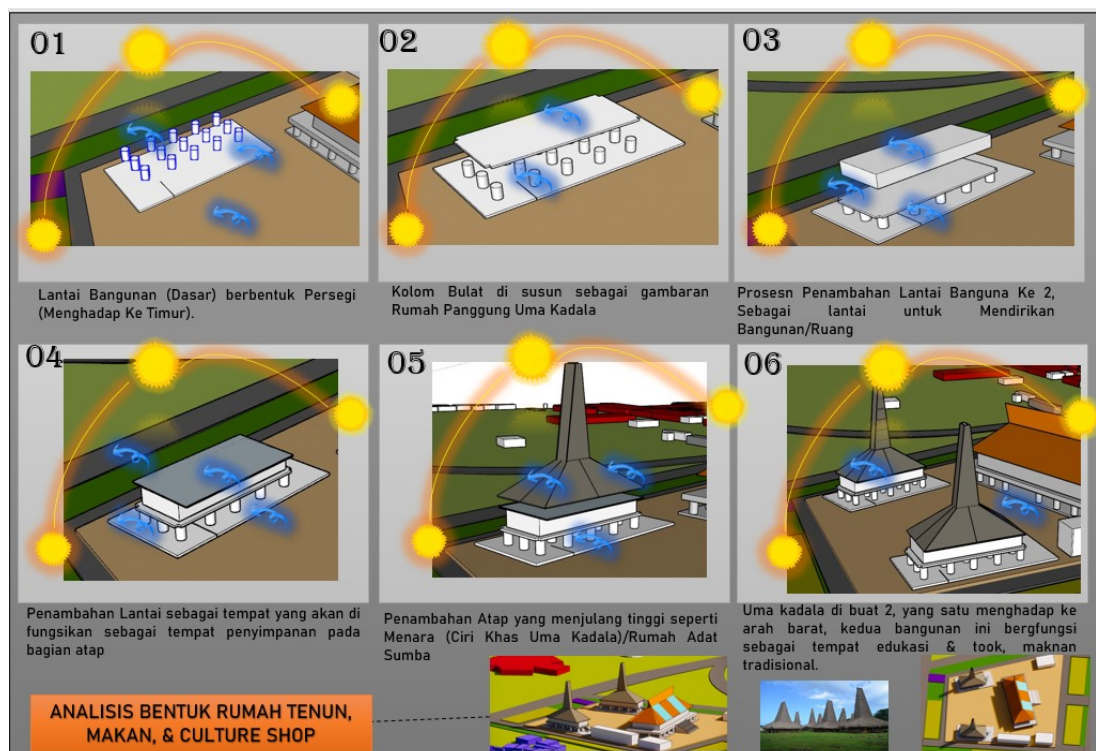 01
02
03
Lantai Bangunan (Dasar) berbentuk Persegi
(Menghadap Ke Timur).
Kolom Bulat di susun sebagai gambaran
Rumah Panggung Uma Kadala
Prosesn Penambahan Lantai Banguna Ke 2,
Sebagai lantai untuk Mendirikan
Bangunan/Ruang
04
05
06
Penambahan Lantai sebagai tempat yang akan di
fungsikan sebagai tempat penyimpanan pada
bagian atap
Penambahan Atap yang menjulang tinggi seperti
Menara (Ciri Khas Uma Kadala)/Rumah Adat
Sumba
Uma kadala di buat 2, yang satu menghadap ke
arah barat, kedua bangunan ini bergfungsi
sebagai tempat edukasi & took, maknan
tradisional.
ANALISIS BENTUK RUMAH TENUN,
MAKAN, & CULTURE SHOP